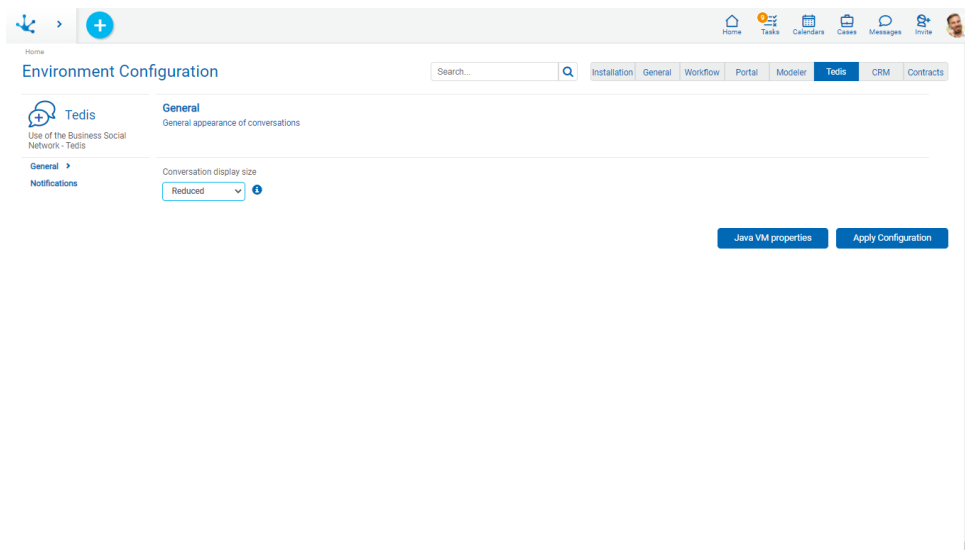 9
Home
Tasks
Calendars
Cases
Messages
Invite
Home
Environment Configuration
Search...
Installation
General
Workflow
Portal
Modeler
Tedis
CRM
Contracts
Tedis
Use of the Business Social
Network - Tedis
General
Notifications
General
General appearance of conversations
Conversation display size
Reduced
Java VM properties
Apply Configuration